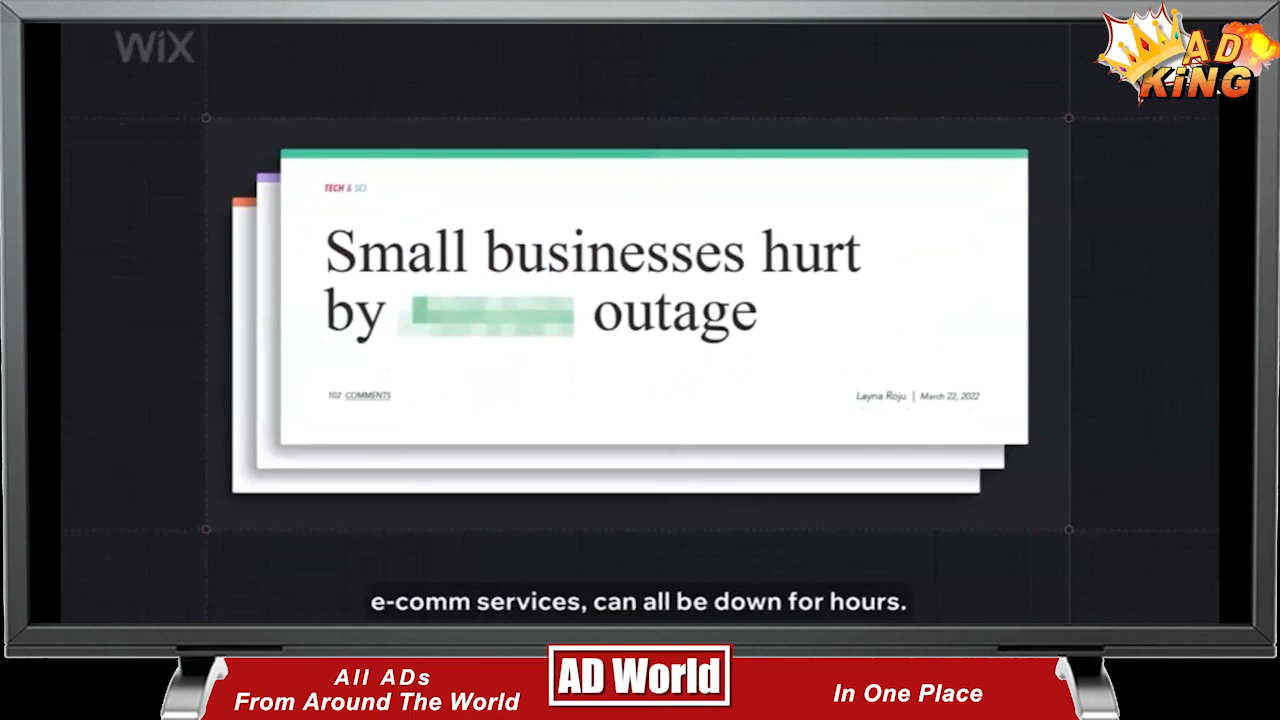 WiX
AD
KiNG
TECH & SCI
Small businesses hurt
by outage
102 COMMENTS
Layna Roju | March 22, 2022
e-comm services, can all be down for hours.
All ADs
From Around The World
AD World
In One Place